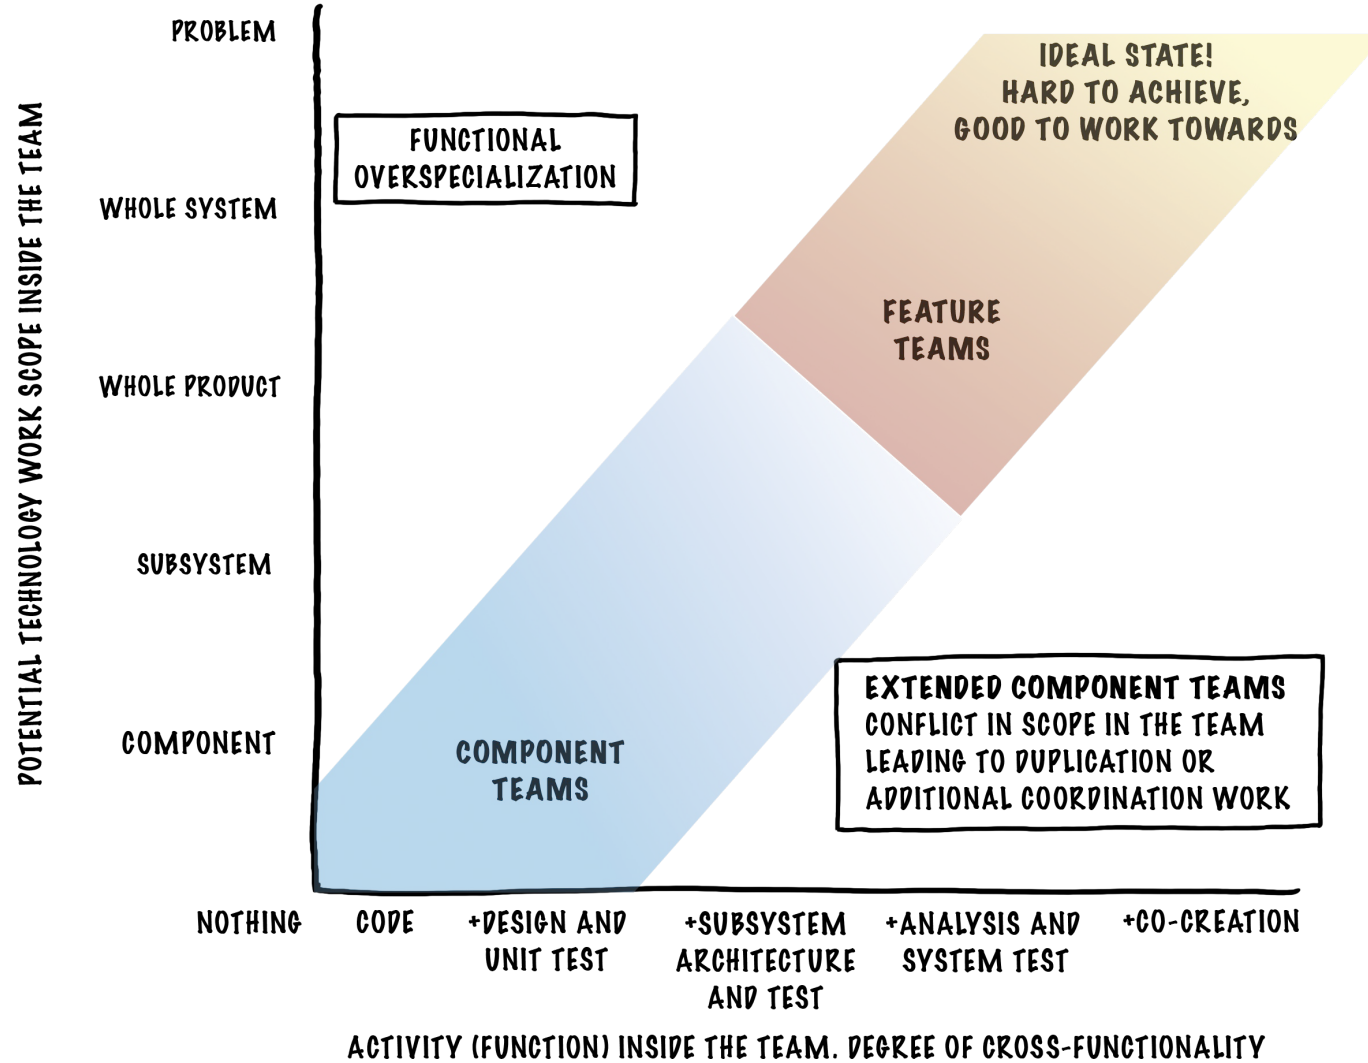 PROBLEM
IDEAL STATE!
HARD TO ACHIEVE,
GOOD TO WORK TOWARDS
FUNCTIONAL
OVERSPECIALIZATION
WHOLE SYSTEM
FEATURE
TEAMS
WHOLE PRODUCT
SUBSYSTEM
EXTENDED COMPONENT TEAMS
CONFLICT IN SCOPE IN THE TEAM
LEADING TO DUPLICATION OR
ADDITIONAL COORDINATION WORK
COMPONENT
COMPONENT
TEAMS
POTENTIAL TECHNOLOGY WORK SCOPE INSIDE THE TEAM
NOTHING
CODE
+DESIGN AND
UNIT TEST
+SUBSYSTEM
ARCHITECTURE
AND TEST
+ANALYSIS AND
SYSTEM TEST
+CO-CREATION
ACTIVITY (FUNCTION) INSIDE THE TEAM. DEGREE OF CROSS-FUNCTIONALITY